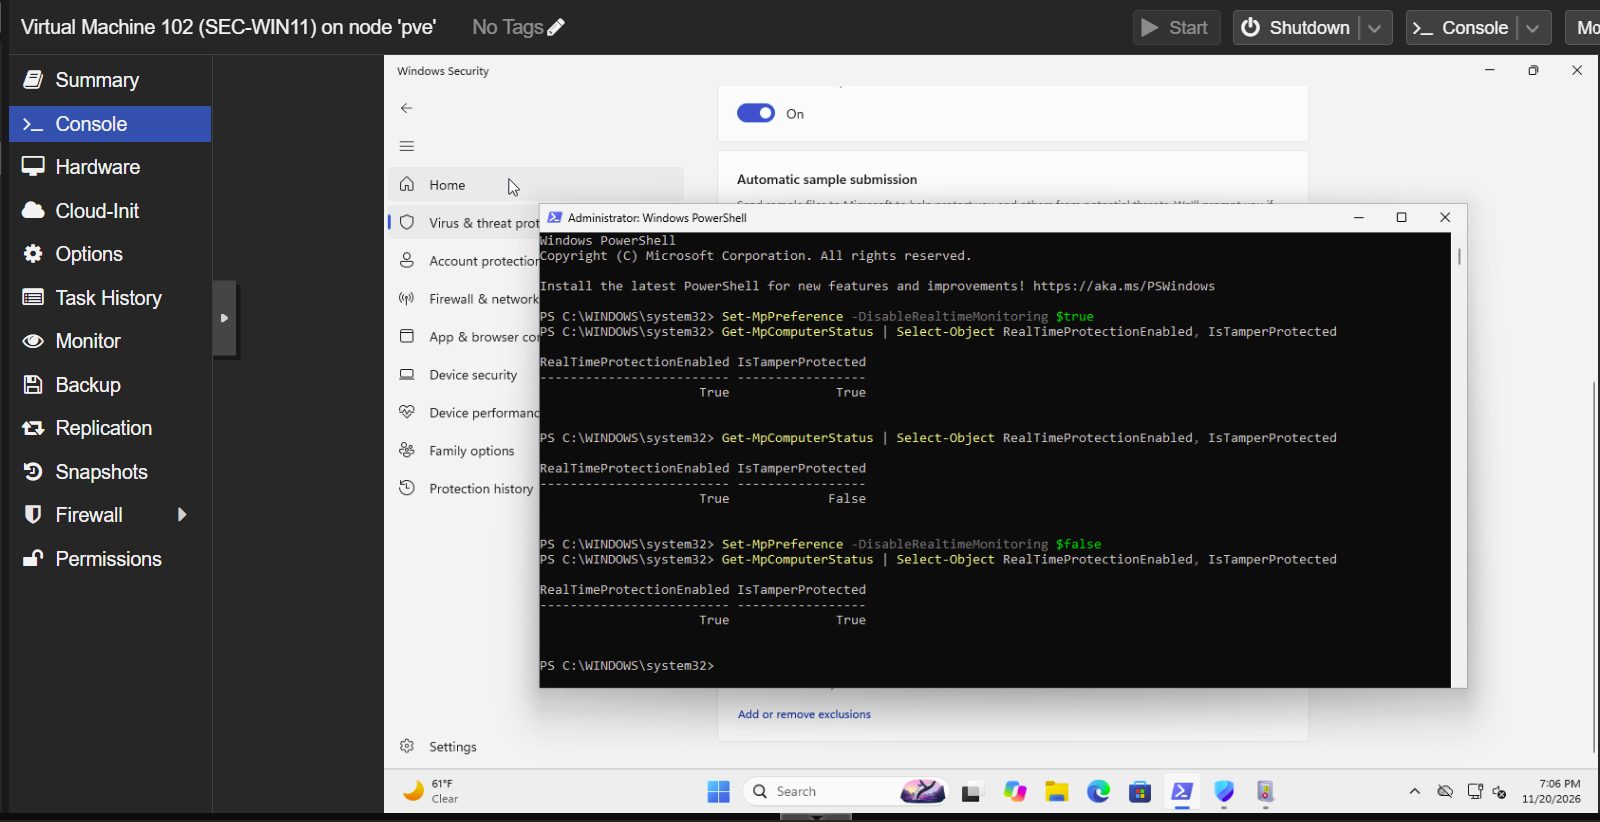 Virtual Machine 102 (SEC-WIN11) on node 'pve'
No Tags
Start
Shutdown
Console
Summary
Console
Hardware
Cloud-Init
Options
Task History
Monitor
Backup
Replication
Snapshots
Firewall
Permissions
Windows Security
On
Automatic sample submission
Home
Virus & threat prot
Account protection
Firewall & network
App & browser con
Device security
Device performanc
Family options
Protection history
Settings
Administrator: Windows PowerShell
Windows PowerShell
Copyright (C) Microsoft Corporation. All rights reserved.
Install the latest PowerShell for new features and improvements! https://aka.ms/PSWindows
PS C:\WINDOWS\system32> Set-MpPreference -DisableRealtimeMonitoring $true
PS C:\WINDOWS\system32> Get-MpComputerStatus | Select-Object RealTimeProtectionEnabled, IsTamperProtected
RealTimeProtectionEnabled IsTamperProtected
------------------------- -----------------
True True
PS C:\WINDOWS\system32> Get-MpComputerStatus | Select-Object RealTimeProtectionEnabled, IsTamperProtected
RealTimeProtectionEnabled IsTamperProtected
------------------------- -----------------
True False
PS C:\WINDOWS\system32> Set-MpPreference -DisableRealtimeMonitoring $false
PS C:\WINDOWS\system32> Get-MpComputerStatus | Select-Object RealTimeProtectionEnabled, IsTamperProtected
RealTimeProtectionEnabled IsTamperProtected
------------------------- -----------------
True True
PS C:\WINDOWS\system32>
Add or remove exclusions
61°F
Clear
Search
7:06 PM
11/20/2026